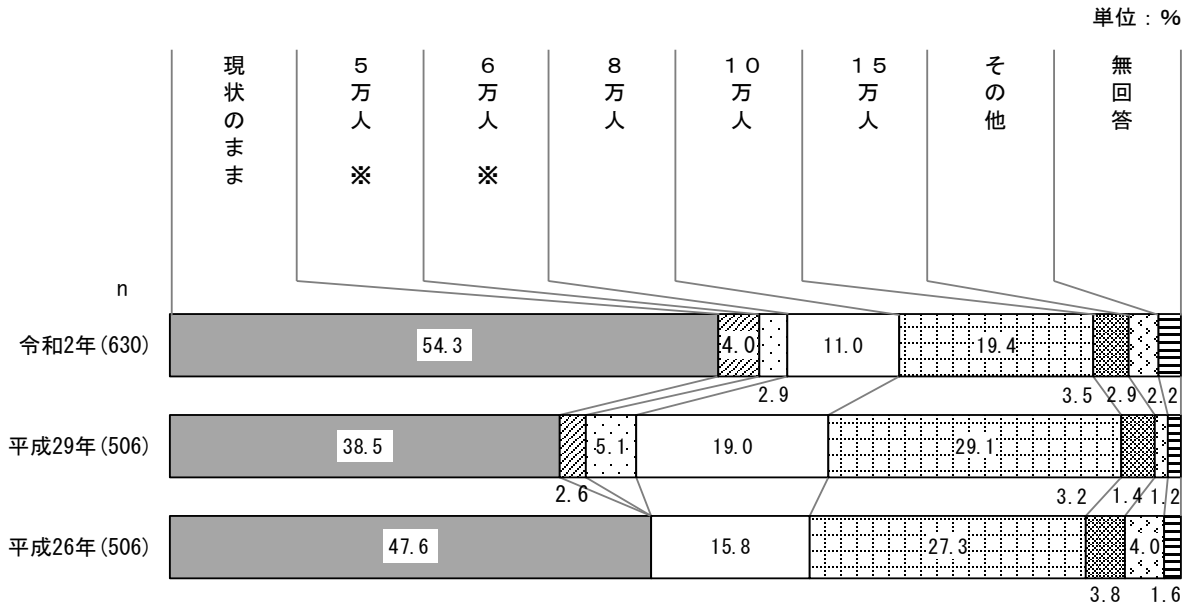 単位：%
現状のまま
５万人 ※
６万人 ※
８万人
１０万人
１５万人
その他
無回答
n
令和2年(630)
54.3
4.0
11.0
19.4
2.9
3.5
2.9
2.2
平成29年(506)
38.5
5.1
19.0
29.1
2.6
3.2
1.4
1.2
平成26年(506)
47.6
15.8
27.3
4.0
3.8
1.6